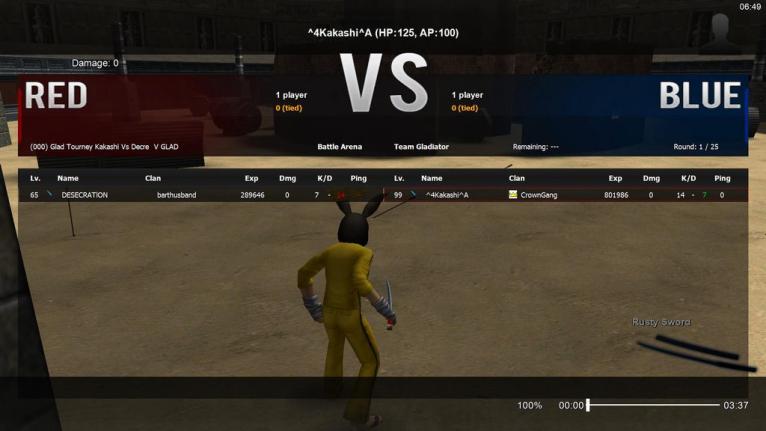 06:49
^4Kakashi^A (HP:125, AP:100)
Damage: 0
RED
1 player
0 (tied)
VS
1 player
0 (tied)
BLUE
(000) Glad Tourney Kakashi Vs Decre V GLAD
Battle Arena
Team Gladiator
Remaining: ---
Round: 1 / 25
Lv. Name Clan Exp Dmg K/D Ping Lv. Name Clan Exp Dmg K/D Ping
65 DESECRATION barthusband 289646 0 7 - 99 ^4Kakashi^A CrownGang 801986 0 14 - 7 0
Rusty Sword
100% 00:00 03:37